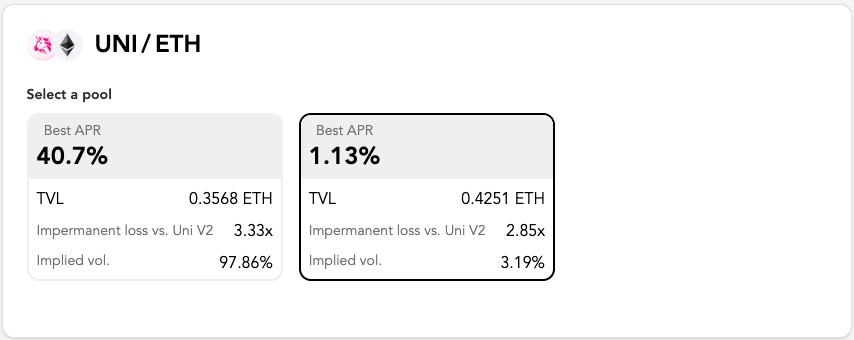 UNI / ETH
Select a pool
Best APR
40.7%
TVL 0.3568 ETH
Impermanent loss vs. Uni V2 3.33x
Implied vol. 97.86%
Best APR
1.13%
TVL 0.4251 ETH
Impermanent loss vs. Uni V2 2.85x
Implied vol. 3.19%